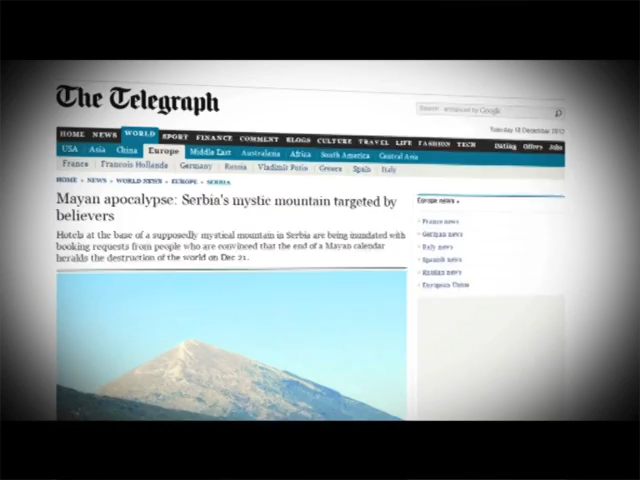 The Telegraph
Search - enhanced by Google
Tuesday 18 December 2012
HOME NEWS WORLD SPORT FINANCE COMMENT BLOGS CULTURE TRAVEL LIFE FASHION TECH Dating Offers Jobs
USA Asia China Europe Middle East Australasia Africa South America Central Asia
France Francois Hollande Germany Russia Vladimir Putin Greece Spain Italy
HOME » NEWS » WORLD NEWS » EUROPE » SERBIA
Mayan apocalypse: Serbia's mystic mountain targeted by
believers
Hotels at the base of a supposedly mystical mountain in Serbia are being inundated with
booking requests from people who are convinced that the end of a Mayan calendar
heralds the destruction of the world on Dec 21.
Europe news »
France news
German news
Italy news
Spanish news
Russian news
European Union